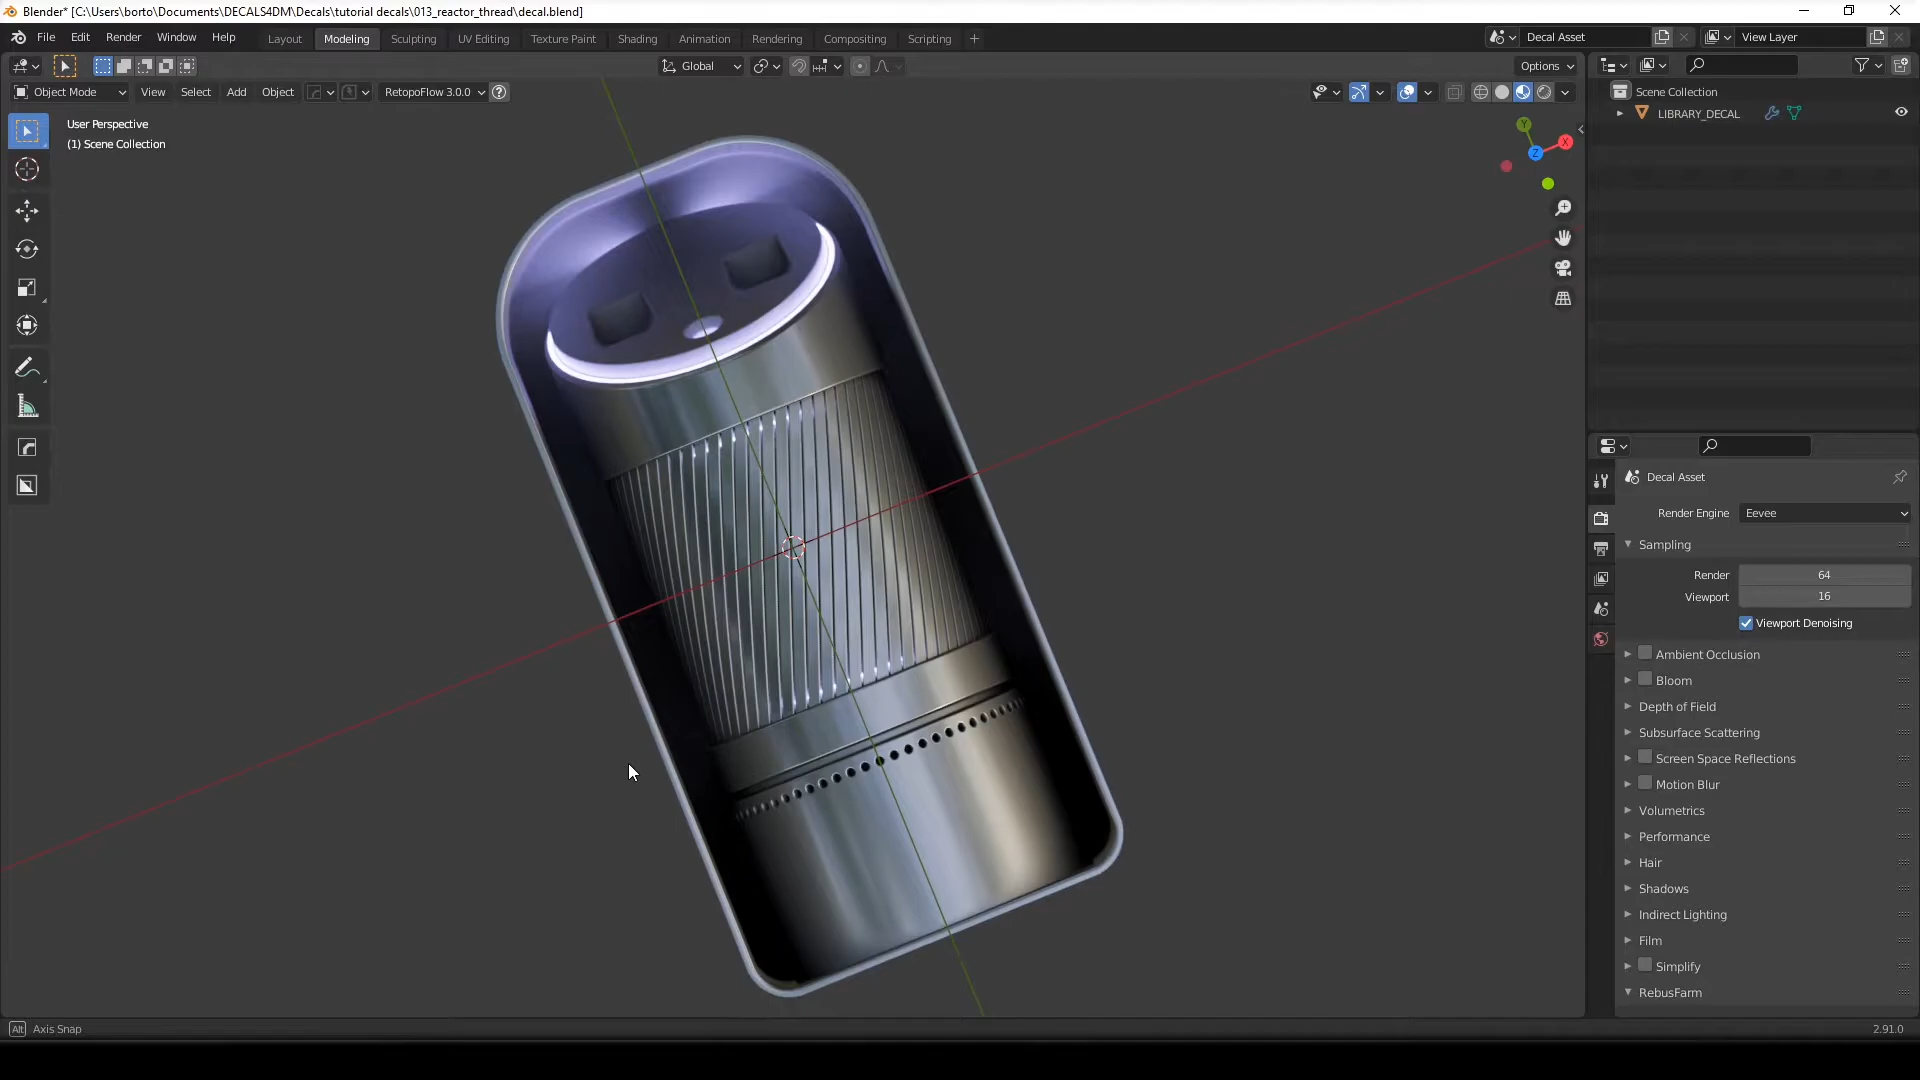 Blender* [C:\Users\borto\Documents\DECALS4DM\Decals\tutorial decals\013_reactor_thread\decal.blend]
File Edit Render Window Help Layout Modeling Sculpting UV Editing Texture Paint Shading Animation Rendering Compositing Scripting + Decal Asset View Layer
Global Options
Object Mode View Select Add Object RetopoFlow 3.0.0 ?
Scene Collection
LIBRARY_DECAL
User Perspective
(1) Scene Collection
Y
X
Z
Decal Asset
Render Engine Eevee
Sampling
Render 64
Viewport 16
Viewport Denoising
Ambient Occlusion
Bloom
Depth of Field
Subsurface Scattering
Screen Space Reflections
Motion Blur
Volumetrics
Performance
Hair
Shadows
Indirect Lighting
Film
Simplify
RebusFarm
Alt Axis Snap 2.91.0